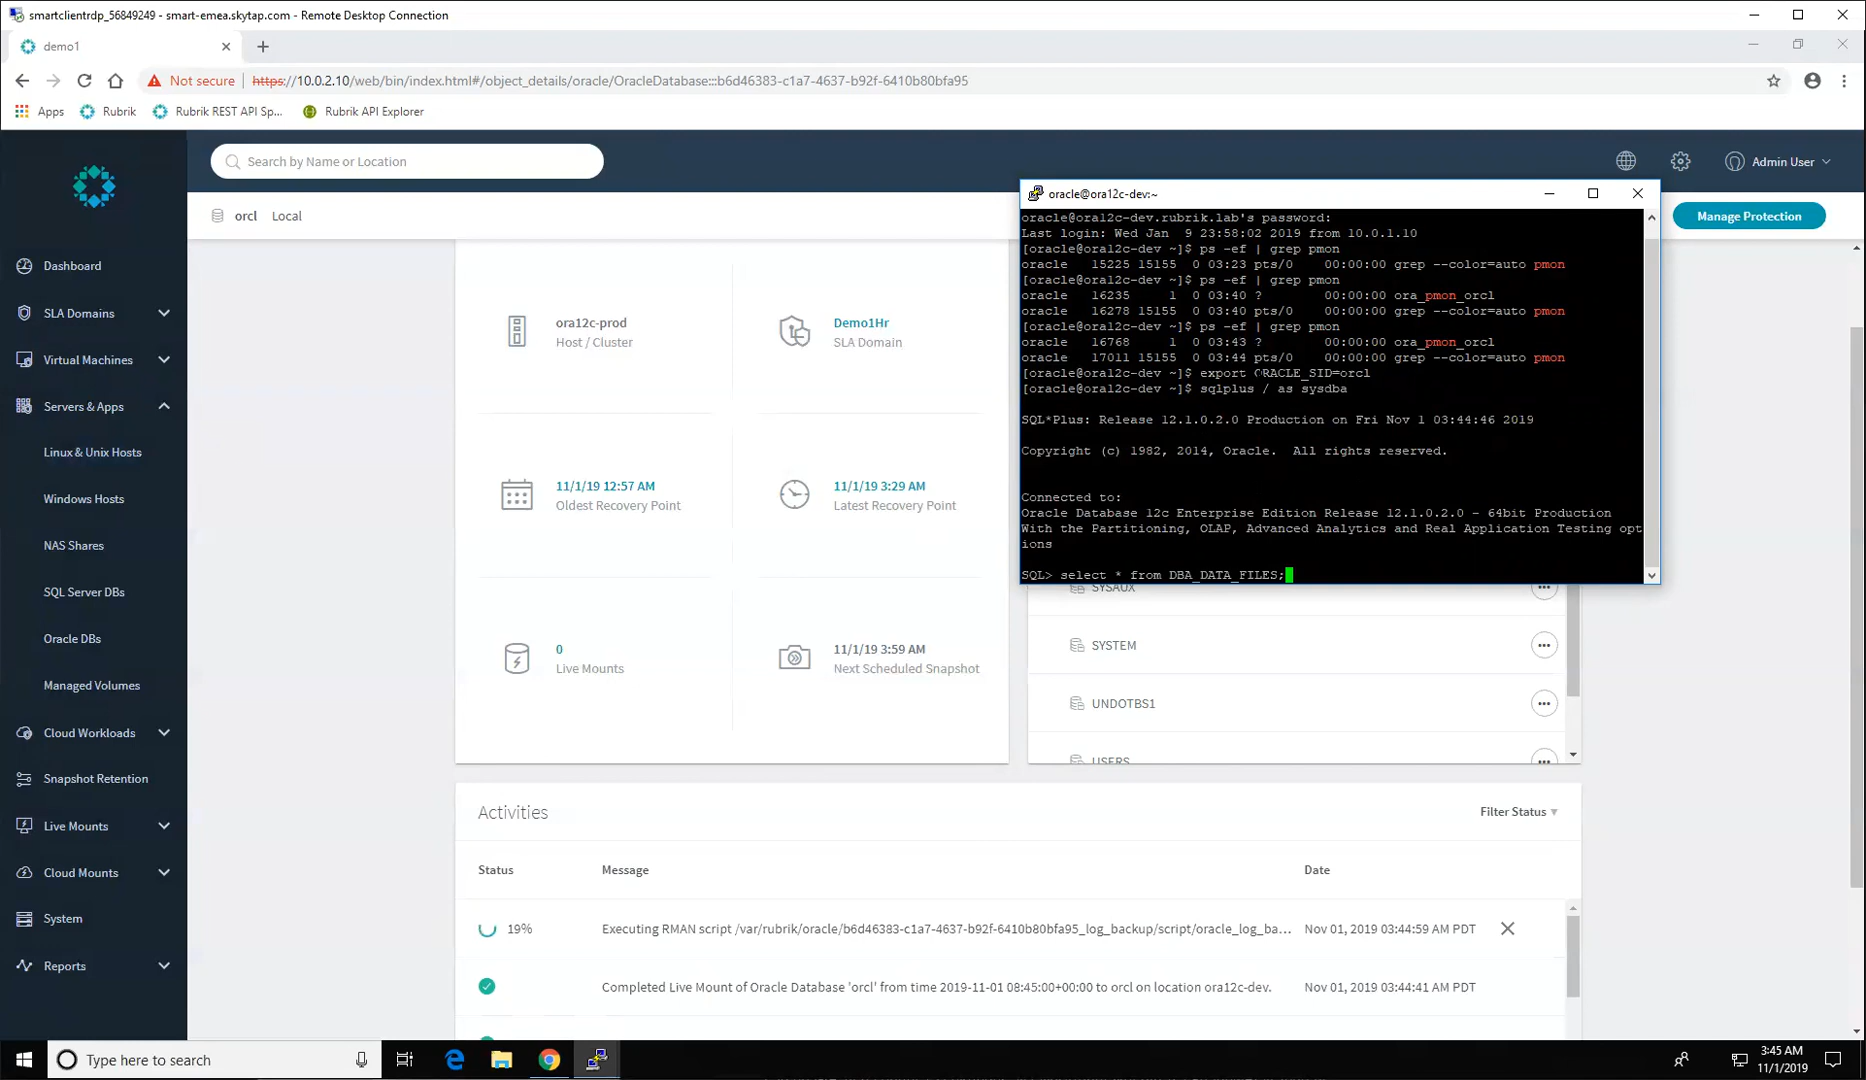 smartclientrdp_56849249 - smart-emea.skytap.com - Remote Desktop Connection
demo1
Not secure | https://10.0.2.10/web/bin/index.html#/object_details/oracle/OracleDatabase:::b6d46383-c1a7-4637-b92f-6410b80bfa95
Apps Rubrik Rubrik REST API Sp... Rubrik API Explorer
Search by Name or Location
Admin User
orcl Local
Manage Protection
Dashboard
SLA Domains
Virtual Machines
Servers & Apps
Linux & Unix Hosts
Windows Hosts
NAS Shares
SQL Server DBs
Oracle DBs
Managed Volumes
Cloud Workloads
Snapshot Retention
Live Mounts
Cloud Mounts
System
Reports
ora12c-prod
Host / Cluster
Demo1Hr
SLA Domain
11/1/19 12:57 AM
Oldest Recovery Point
11/1/19 3:29 AM
Latest Recovery Point
0
Live Mounts
11/1/19 3:59 AM
Next Scheduled Snapshot
oracle@ora12c-dev:~
oracle@ora12c-dev.rubrik.lab's password:
Last login: Wed Jan  9 23:58:02 2019 from 10.0.1.10
[oracle@ora12c-dev ~]$ ps -ef | grep pmon
oracle   15225 15155  0 03:23 pts/0    00:00:00 grep --color=auto pmon
[oracle@ora12c-dev ~]$ ps -ef | grep pmon
oracle   16235     1  0 03:40 ?        00:00:00 ora_pmon_orcl
oracle   16278 15155  0 03:40 pts/0    00:00:00 grep --color=auto pmon
[oracle@ora12c-dev ~]$ ps -ef | grep pmon
oracle   16768     1  0 03:43 ?        00:00:00 ora_pmon_orcl
oracle   17011 15155  0 03:44 pts/0    00:00:00 grep --color=auto pmon
[oracle@ora12c-dev ~]$ export ORACLE_SID=orcl
[oracle@ora12c-dev ~]$ sqlplus / as sysdba
SQL*Plus: Release 12.1.0.2.0 Production on Fri Nov 1 03:44:46 2019
Copyright (c) 1982, 2014, Oracle.  All rights reserved.
Connected to:
Oracle Database 12c Enterprise Edition Release 12.1.0.2.0 - 64bit Production
With the Partitioning, OLAP, Advanced Analytics and Real Application Testing opt
ions
SQL> select * from DBA_DATA_FILES;
SYSAUX
SYSTEM
UNDOTBS1
USERS
Activities
Filter Status
Status Message Date
19% Executing RMAN script /var/rubrik/oracle/b6d46383-c1a7-4637-b92f-6410b80bfa95_log_backup/script/oracle_log_ba... Nov 01, 2019 03:44:59 AM PDT
Completed Live Mount of Oracle Database 'orcl' from time 2019-11-01 08:45:00+00:00 to orcl on location ora12c-dev. Nov 01, 2019 03:44:41 AM PDT
Type here to search
3:45 AM
11/1/2019